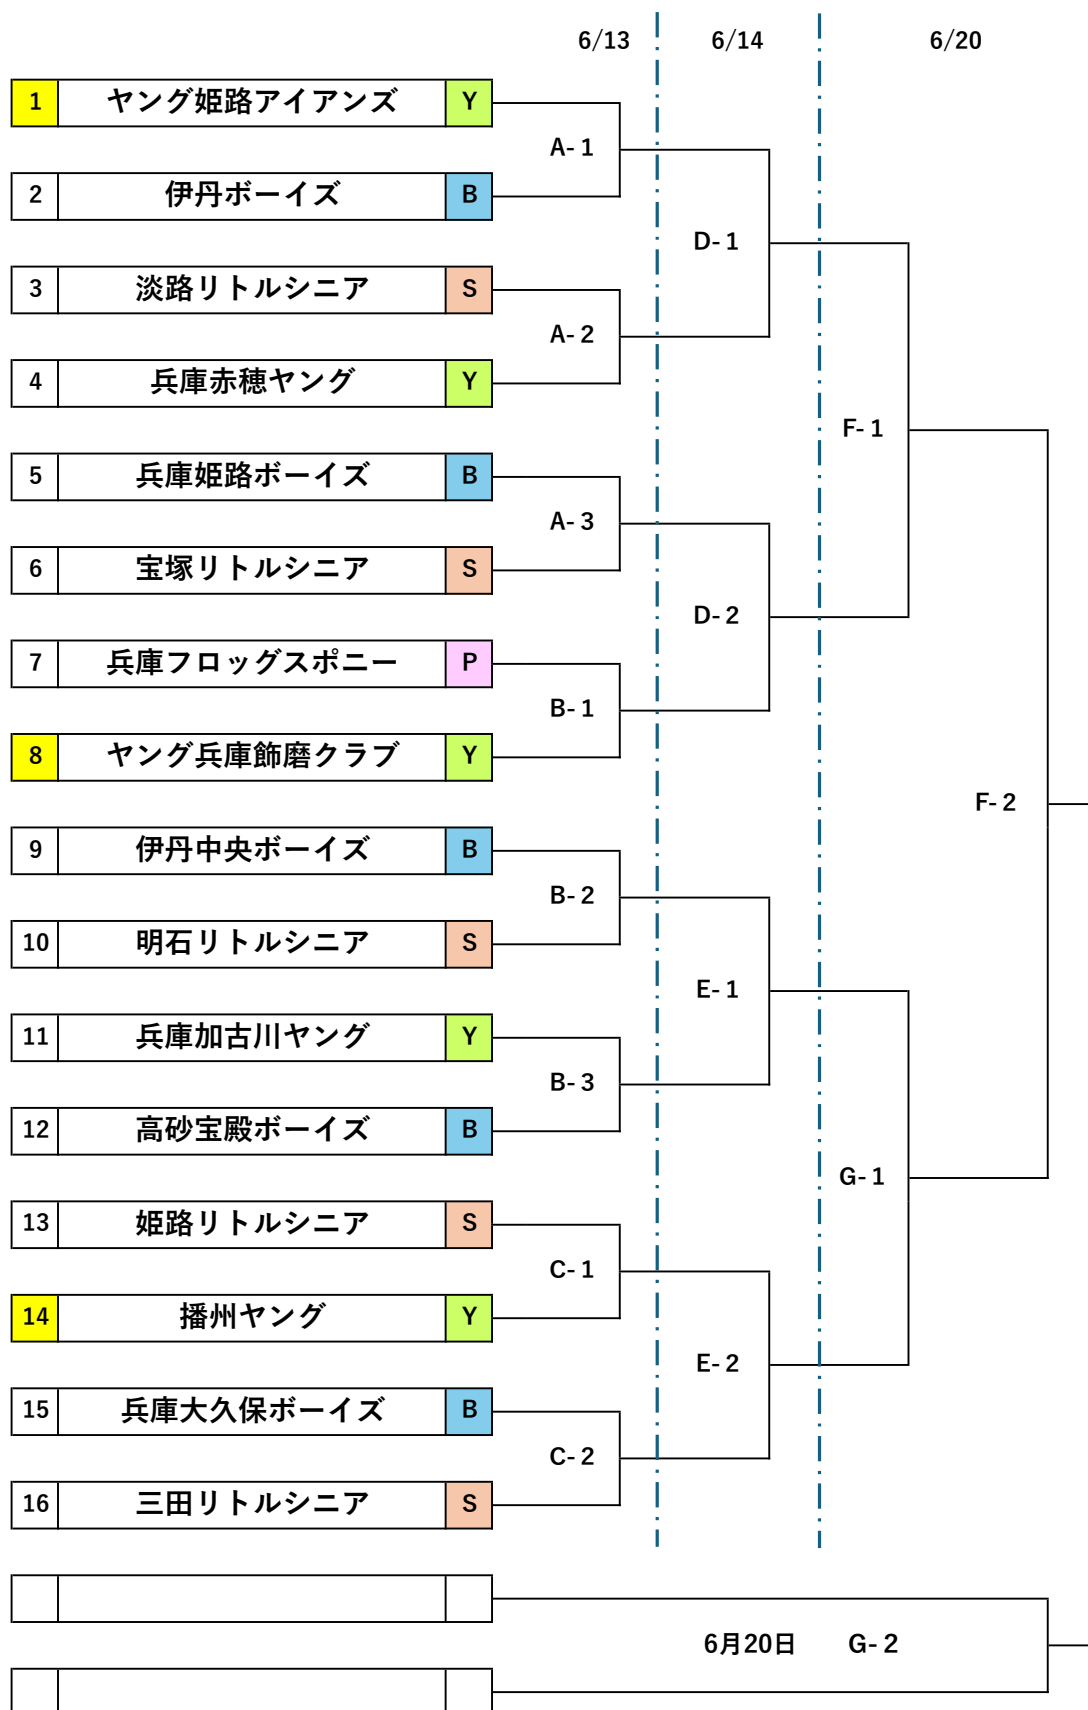 6/13 6/14 6/20
1 ヤング姫路アイアンズ Y
A-1
2 伊丹ボーイズ B
D-1
3 淡路リトルシニア S
A-2
4 兵庫赤穂ヤング Y
F-1
5 兵庫姫路ボーイズ B
A-3
6 宝塚リトルシニア S
D-2
7 兵庫フロッグスポニー P
B-1
8 ヤング兵庫飾磨クラブ Y
F-2
9 伊丹中央ボーイズ B
B-2
10 明石リトルシニア S
E-1
11 兵庫加古川ヤング Y
B-3
12 高砂宝殿ボーイズ B
G-1
13 姫路リトルシニア S
C-1
14 播州ヤング Y
E-2
15 兵庫大久保ボーイズ B
C-2
16 三田リトルシニア S
6月20日 G-2